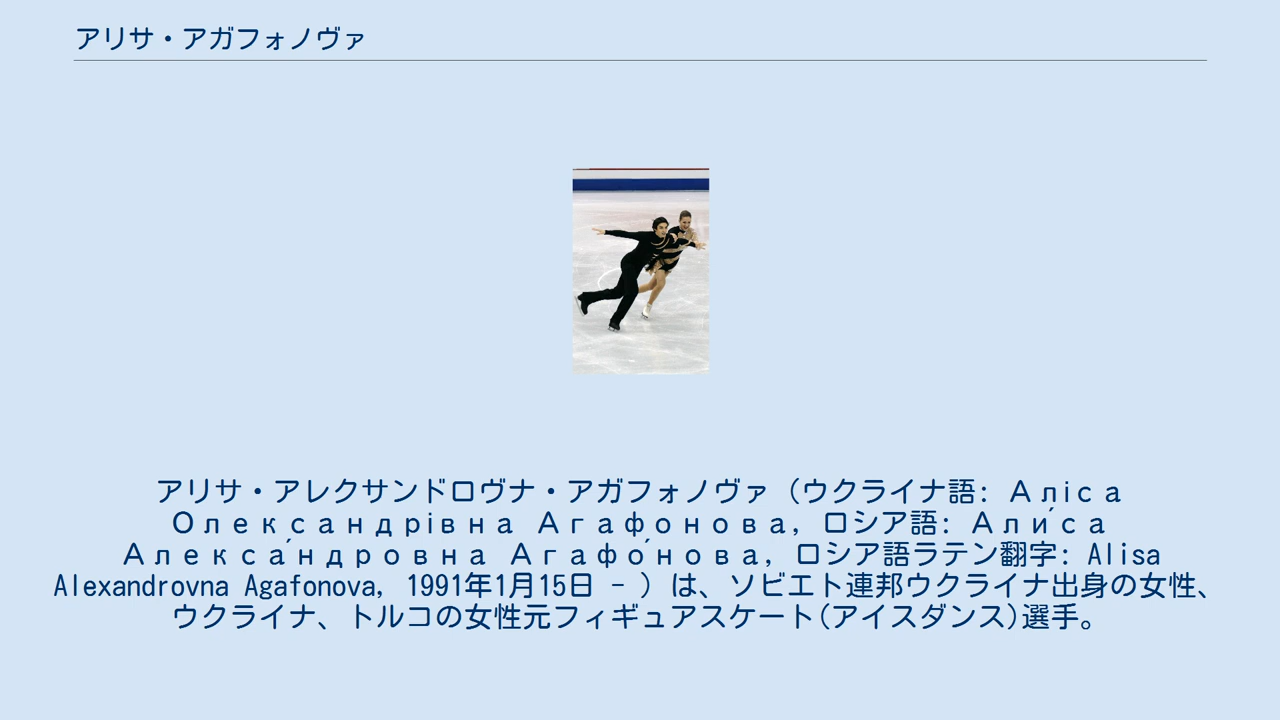 アリサ・アガフォノヴァ
アリサ・アレクサンドロヴナ・アガフォノヴァ（ウクライナ語: Аліса
Олександрівна Агафонова, ロシア語: Али́са
Алекса́ндровна Агафо́нова, ロシア語ラテン翻字: Alisa
Alexandrovna Agafonova, 1991年1月15日 - ）は、ソビエト連邦ウクライナ出身の女性、
ウクライナ、トルコの女性元フィギュアスケート(アイスダンス)選手。